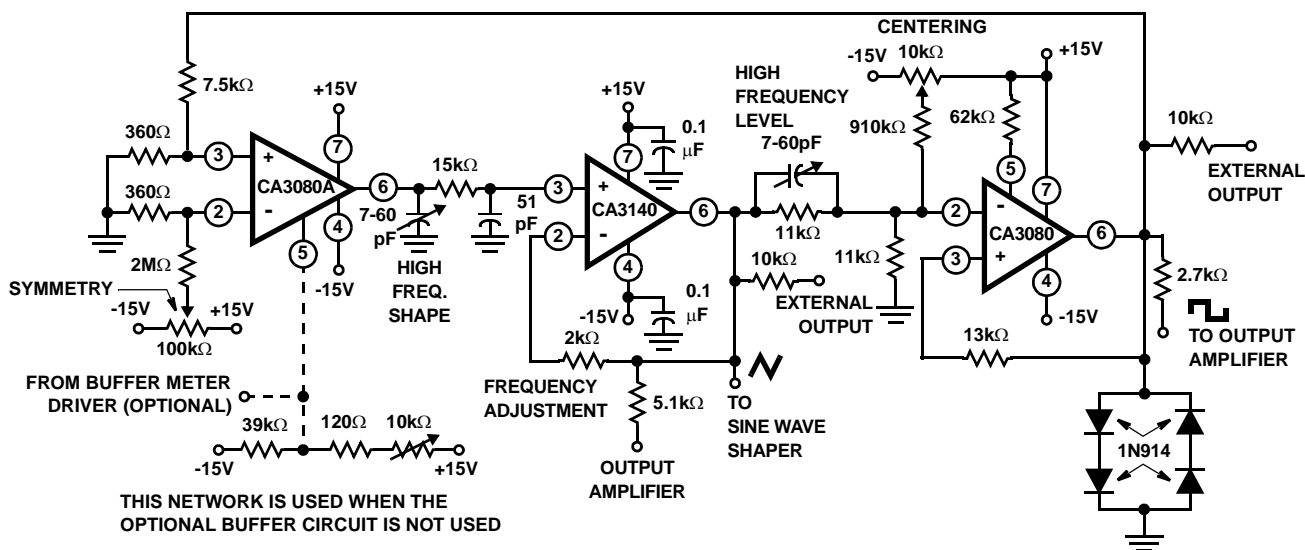 CENTERING
-15V
10kΩ
+15V
7.5kΩ
+15V
HIGH
FREQUENCY
LEVEL
7-60pF
910kΩ
62kΩ
10kΩ
EXTERNAL
OUTPUT
360Ω
3
+
7
CA3080A
6
15kΩ
+15V
0.1
μF
7
3
+
CA3140
6
11kΩ
5
7
2
-
CA3080
6
360Ω
2
-
4
5
7-60
pF
51
pF
2
-
4
11kΩ
3
+
4
2MΩ
-15V
HIGH
FREQ.
SHAPE
10kΩ
EXTERNAL
OUTPUT
-15V
2.7kΩ
SYMMETRY
-15V
+15V
100kΩ
-15V
0.1
μF
2kΩ
13kΩ
TO OUTPUT
AMPLIFIER
FROM BUFFER METER
DRIVER (OPTIONAL)
FREQUENCY
ADJUSTMENT
5.1kΩ
TO
SINE WAVE
SHAPER
39kΩ
120Ω
10kΩ
-15V
+15V
OUTPUT
AMPLIFIER
1N914
THIS NETWORK IS USED WHEN THE
OPTIONAL BUFFER CIRCUIT IS NOT USED